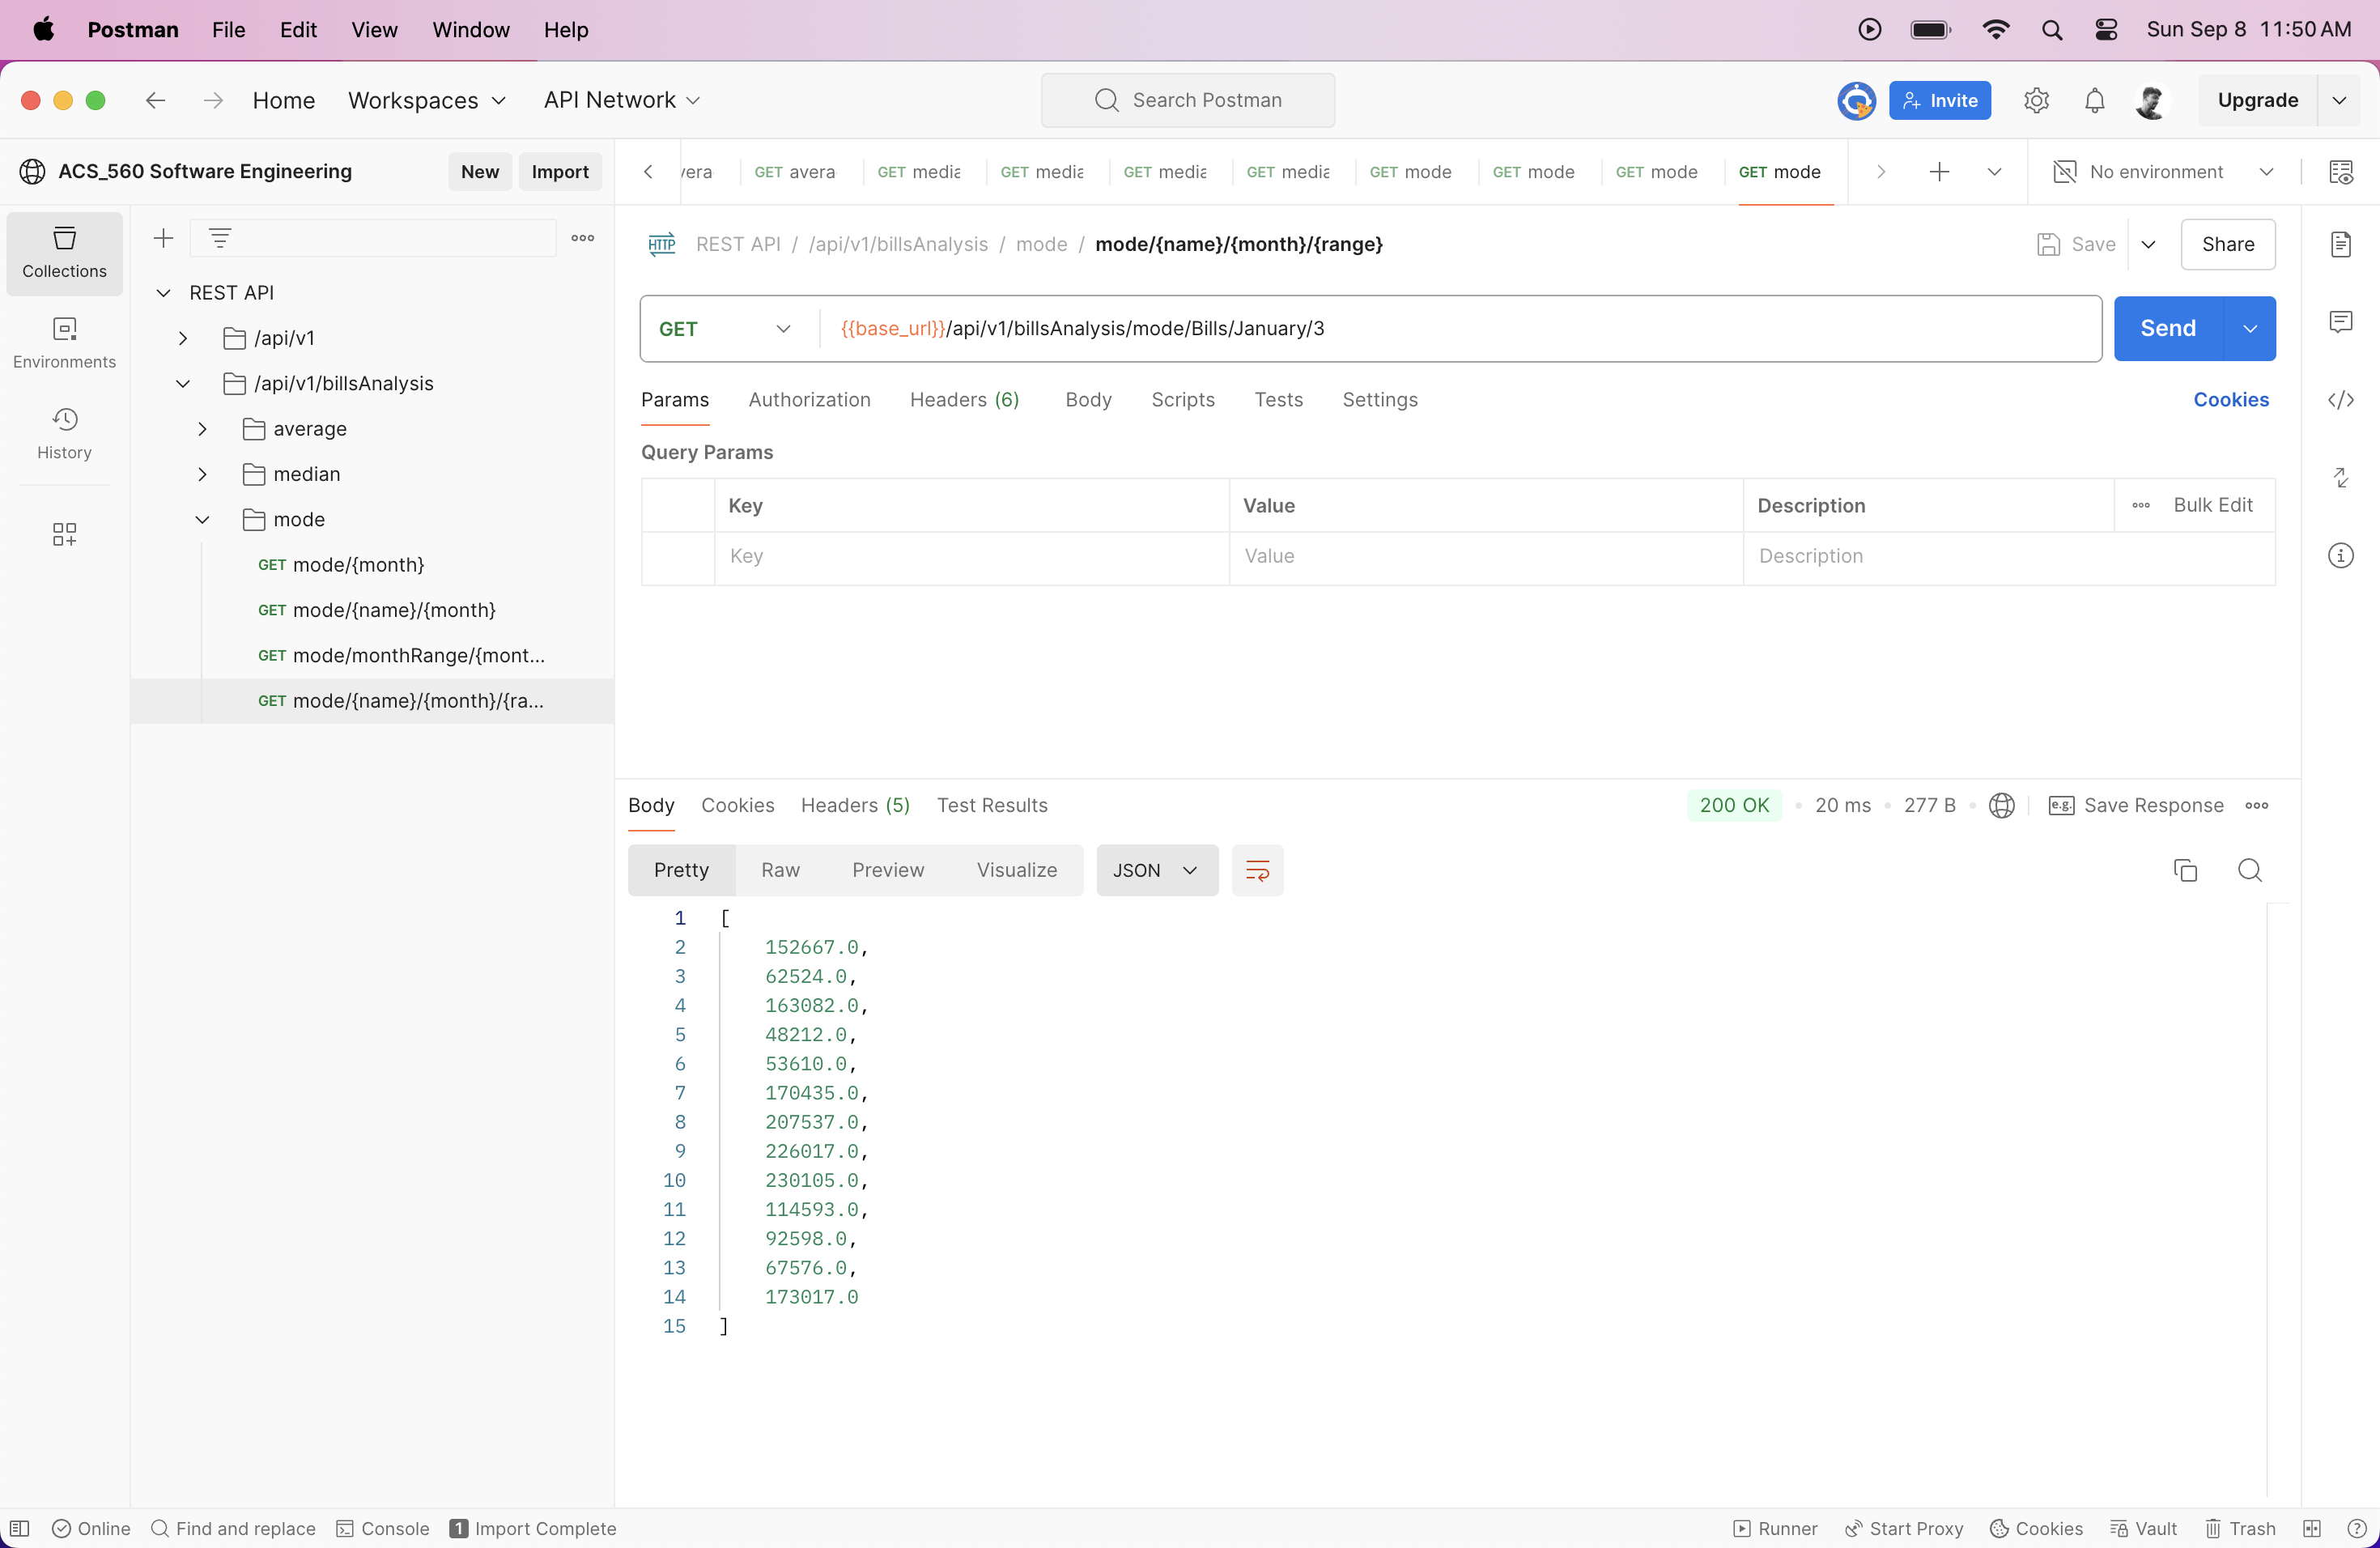 Postman File Edit View Window Help Sun Sep 8 11:50 AM
Home Workspaces API Network Search Postman Invite Upgrade
ACS_560 Software Engineering New Import
vera GET avera GET media GET media GET media GET media GET mode GET mode GET mode GET mode No environment
Collections
Environments
History
REST API
/api/v1
/api/v1/billsAnalysis
average
median
mode
GET mode/{month}
GET mode/{name}/{month}
GET mode/monthRange/{mont...
GET mode/{name}/{month}/{ra...
HTTP REST API / /api/v1/billsAnalysis / mode / mode/{name}/{month}/{range} Save Share
GET {{base_url}}/api/v1/billsAnalysis/mode/Bills/January/3 Send
Params Authorization Headers (6) Body Scripts Tests Settings Cookies
Query Params
Key Value Description Bulk Edit
Key Value Description
Body Cookies Headers (5) Test Results 200 OK 20 ms 277 B e.g. Save Response
Pretty Raw Preview Visualize JSON
1 [
2 152667.0,
3 62524.0,
4 163082.0,
5 48212.0,
6 53610.0,
7 170435.0,
8 207537.0,
9 226017.0,
10 230105.0,
11 114593.0,
12 92598.0,
13 67576.0,
14 173017.0
15 ]
Online Find and replace Console 1 Import Complete Runner Start Proxy Cookies Vault Trash